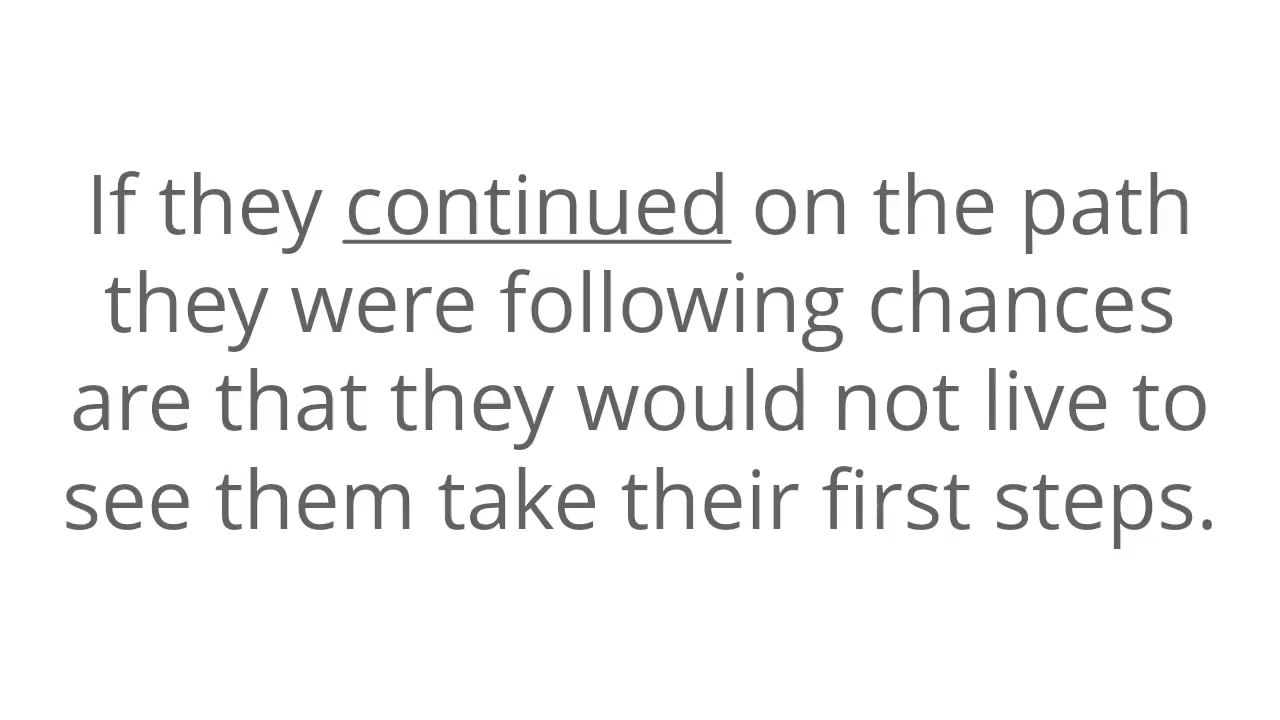 If they continued on the path
they were following chances
are that they would not live to
see them take their first steps.